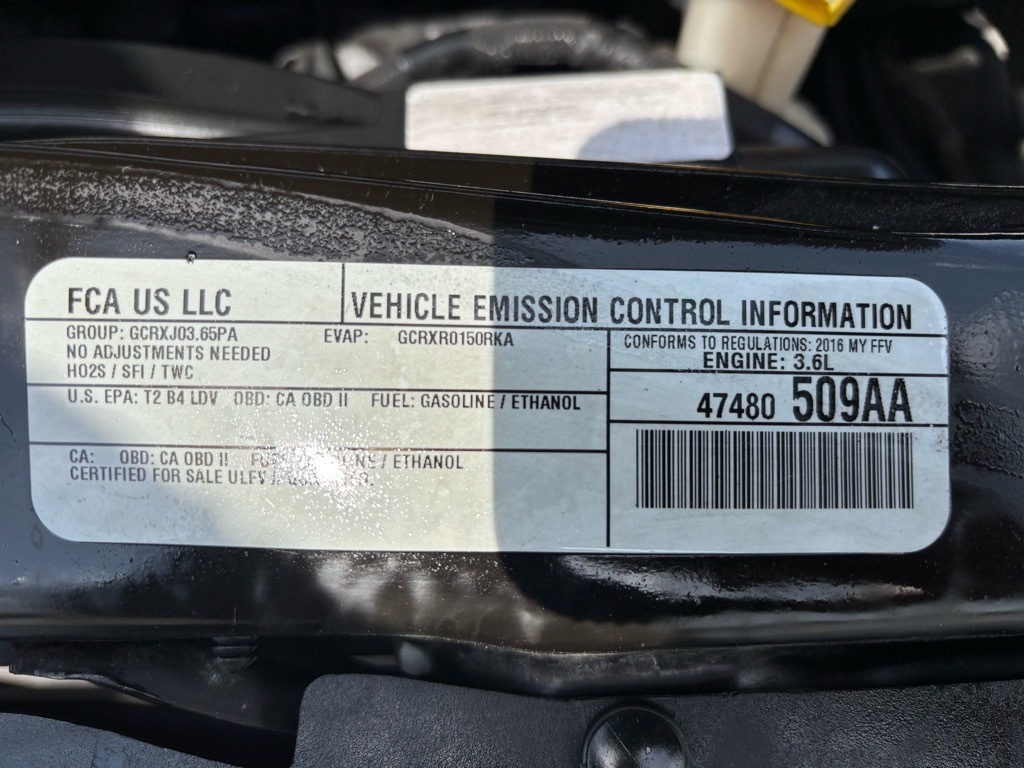 FCA US LLC
VEHICLE EMISSION CONTROL INFORMATION
GROUP: GCRXJ03.65PA EVAP: GCRXR0150RKA
NO ADJUSTMENTS NEEDED
HO2S / SFI / TWC
CONFORMS TO REGULATIONS: 2016 MY FFV
ENGINE: 3.6L
U.S. EPA: T2 B4 LDV OBD: CA OBD II FUEL: GASOLINE / ETHANOL
47480 509AA
CA: OBD: CA OBD II / ETHANOL
CERTIFIED FOR SALE